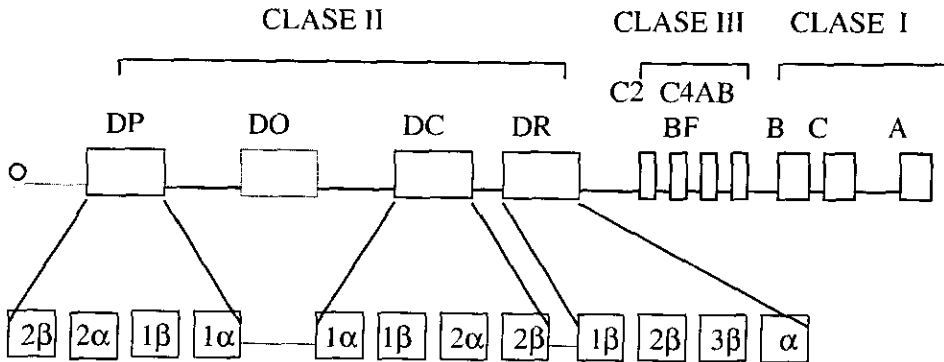 CLASE II CLASE III CLASE I
C2 C4AB
DP DO DC DR BF B C A
2β 2α 1β 1α 1α 1β 2α 2β 1β 2β 3β α